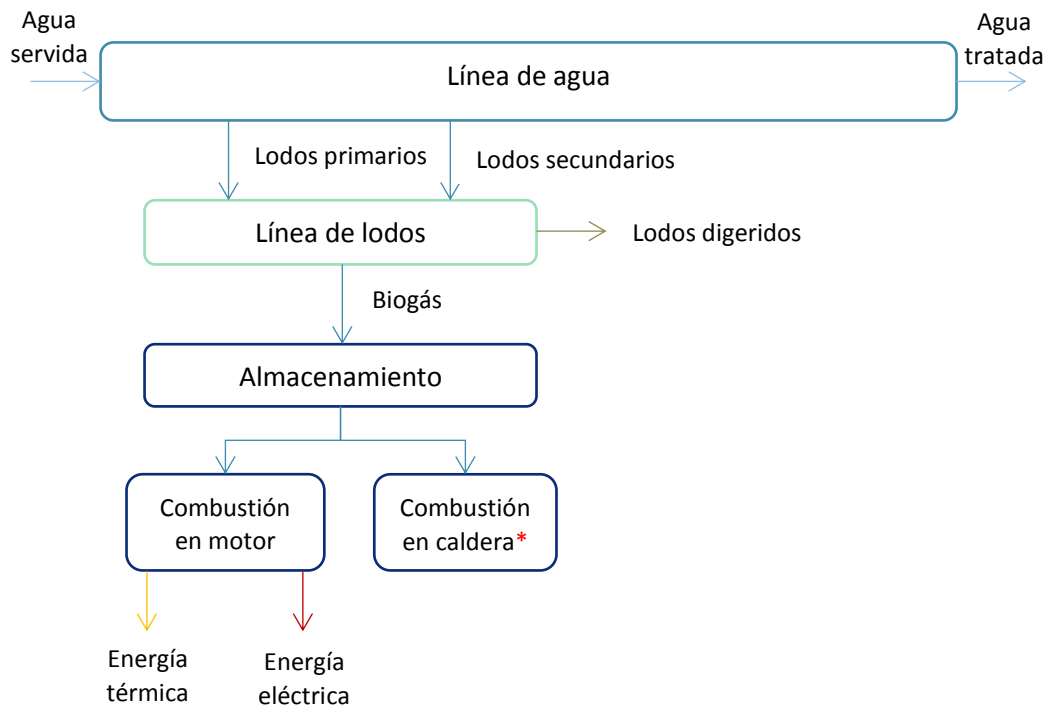 Agua
servida
Línea de agua
Agua
tratada
Lodos primarios
Lodos secundarios
Línea de lodos
Lodos digeridos
Biogás
Almacenamiento
Combustión
en motor
Combustión
en caldera*
Energía
térmica
Energía
eléctrica